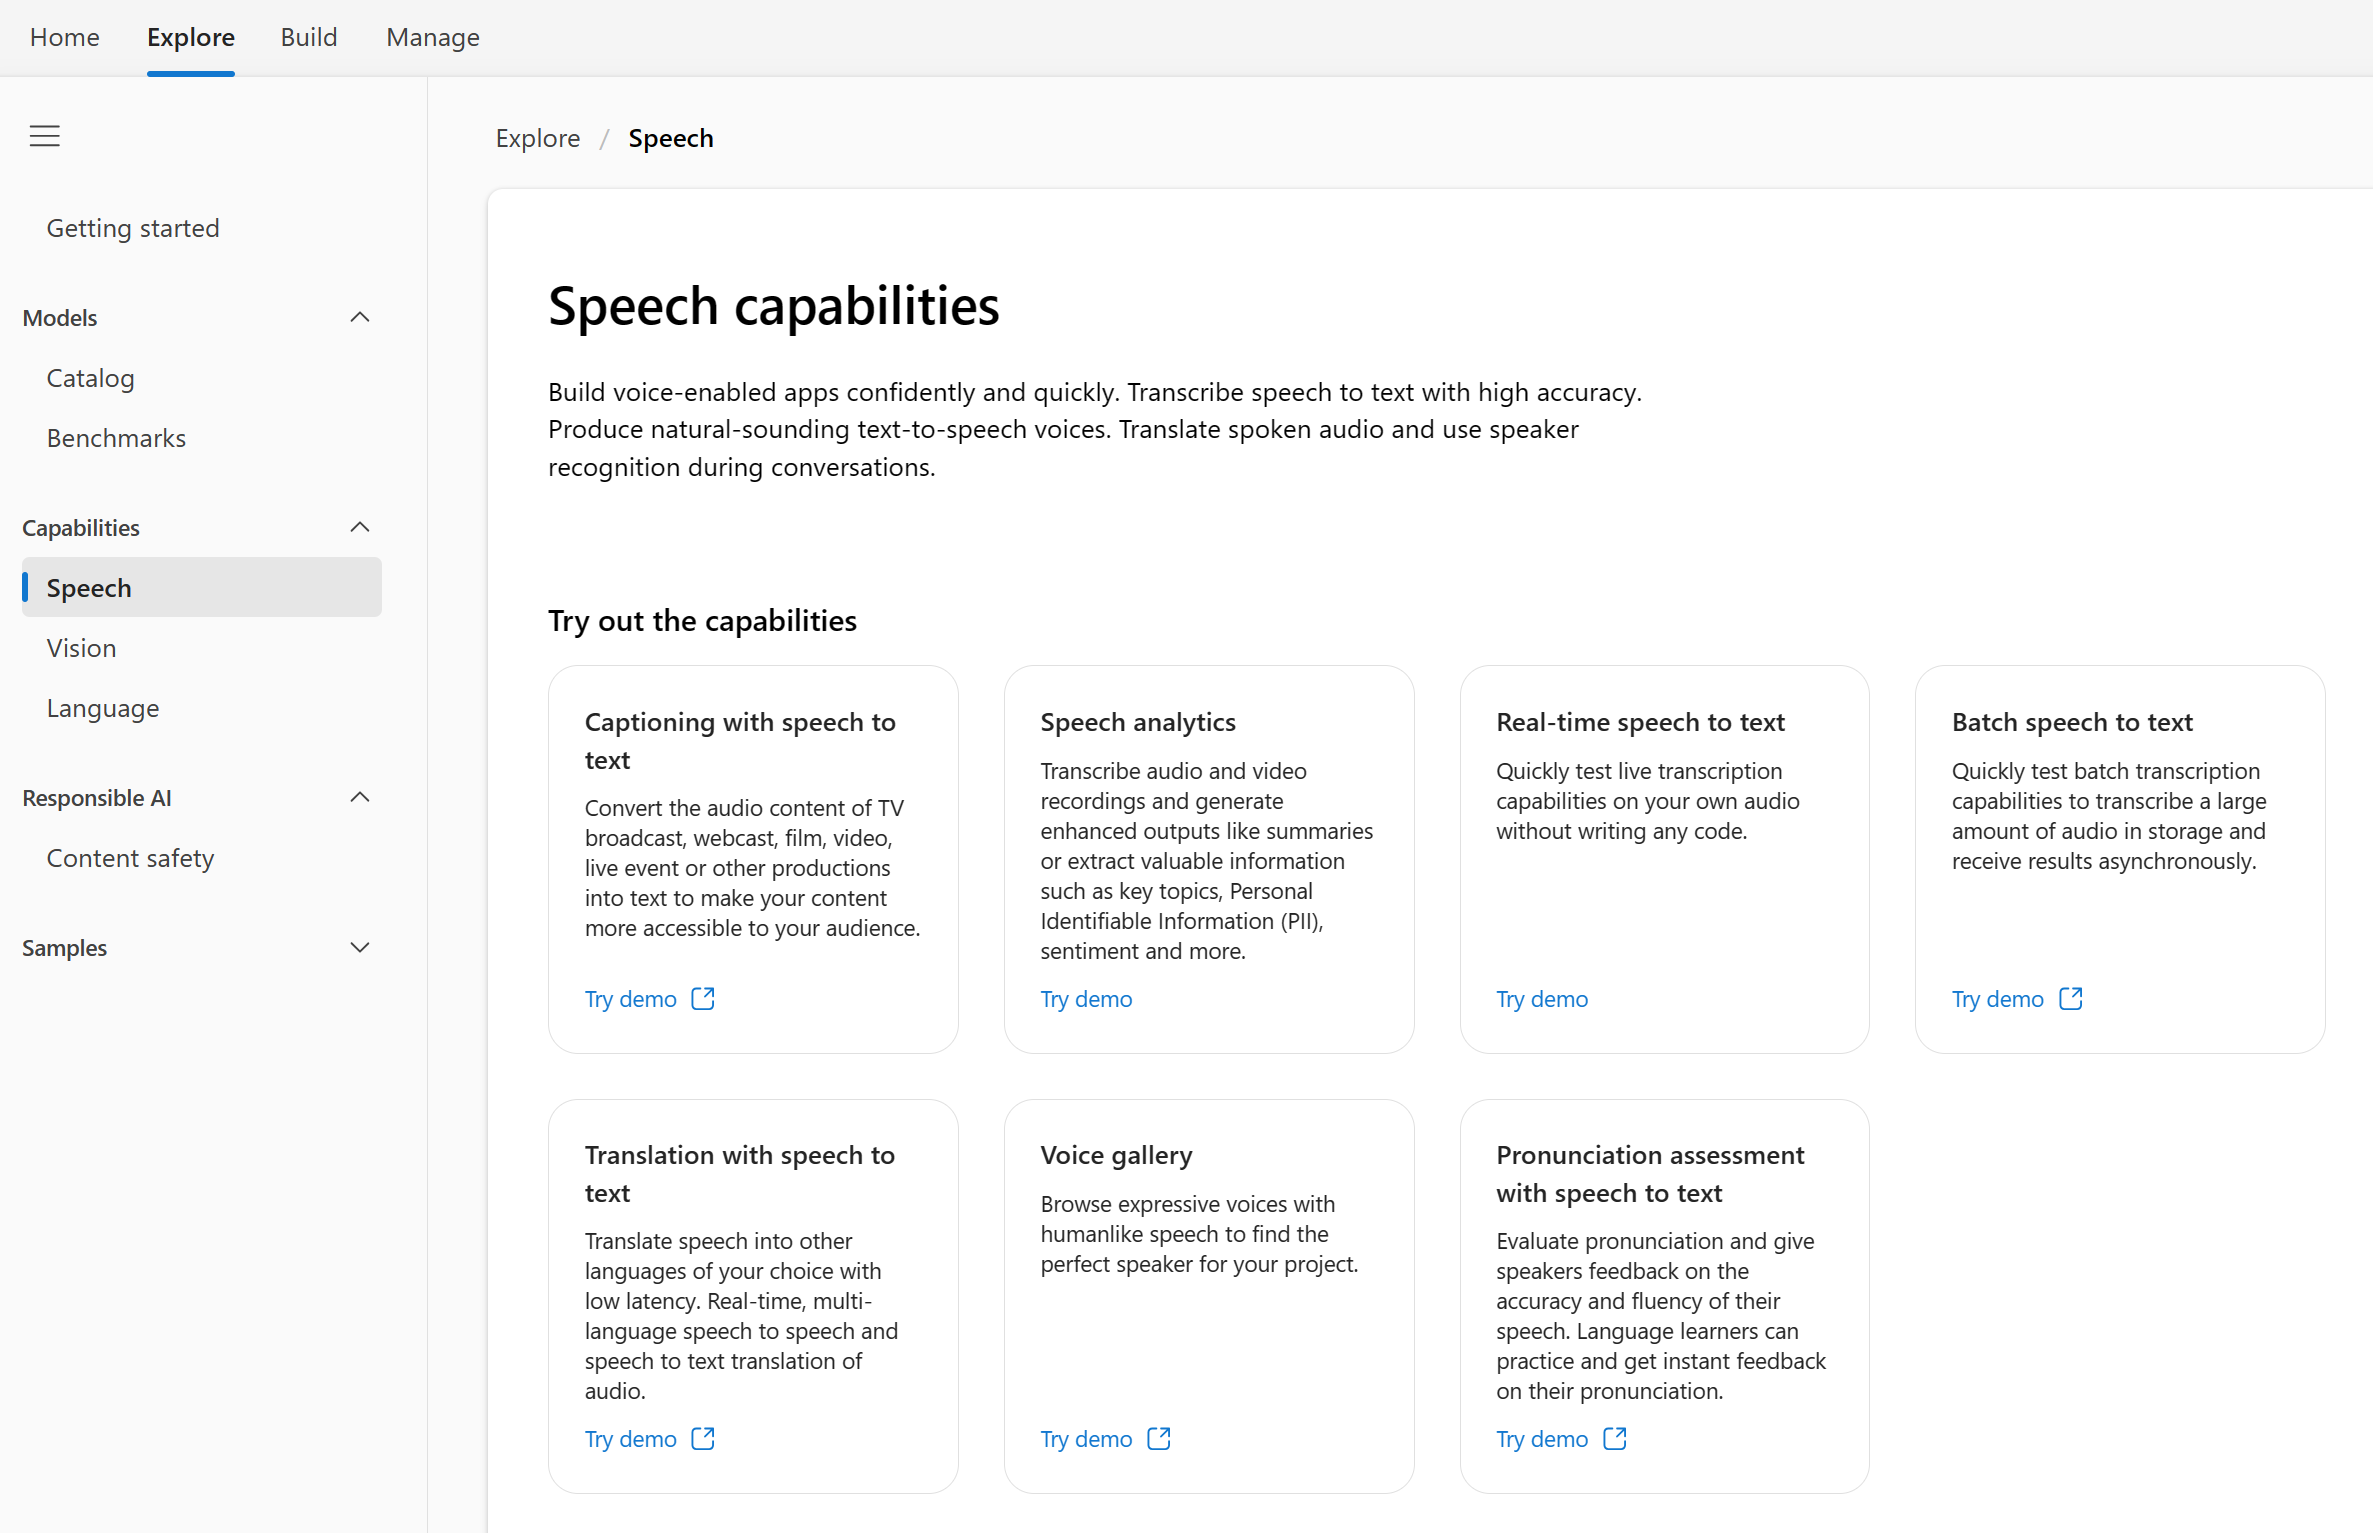 Home Explore Build Manage
Explore / Speech
Getting started
Models
Catalog
Benchmarks
Capabilities
Speech
Vision
Language
Responsible AI
Content safety
Samples
Speech capabilities
Build voice-enabled apps confidently and quickly. Transcribe speech to text with high accuracy.
Produce natural-sounding text-to-speech voices. Translate spoken audio and use speaker
recognition during conversations.
Try out the capabilities
Captioning with speech to
text
Convert the audio content of TV
broadcast, webcast, film, video,
live event or other productions
into text to make your content
more accessible to your audience.
Try demo
Speech analytics
Transcribe audio and video
recordings and generate
enhanced outputs like summaries
or extract valuable information
such as key topics, Personal
Identifiable Information (PII),
sentiment and more.
Try demo
Real-time speech to text
Quickly test live transcription
capabilities on your own audio
without writing any code.
Try demo
Batch speech to text
Quickly test batch transcription
capabilities to transcribe a large
amount of audio in storage and
receive results asynchronously.
Try demo
Translation with speech to
text
Translate speech into other
languages of your choice with
low latency. Real-time, multi-
language speech to speech and
speech to text translation of
audio.
Try demo
Voice gallery
Browse expressive voices with
humanlike speech to find the
perfect speaker for your project.
Try demo
Pronunciation assessment
with speech to text
Evaluate pronunciation and give
speakers feedback on the
accuracy and fluency of their
speech. Language learners can
practice and get instant feedback
on their pronunciation.
Try demo